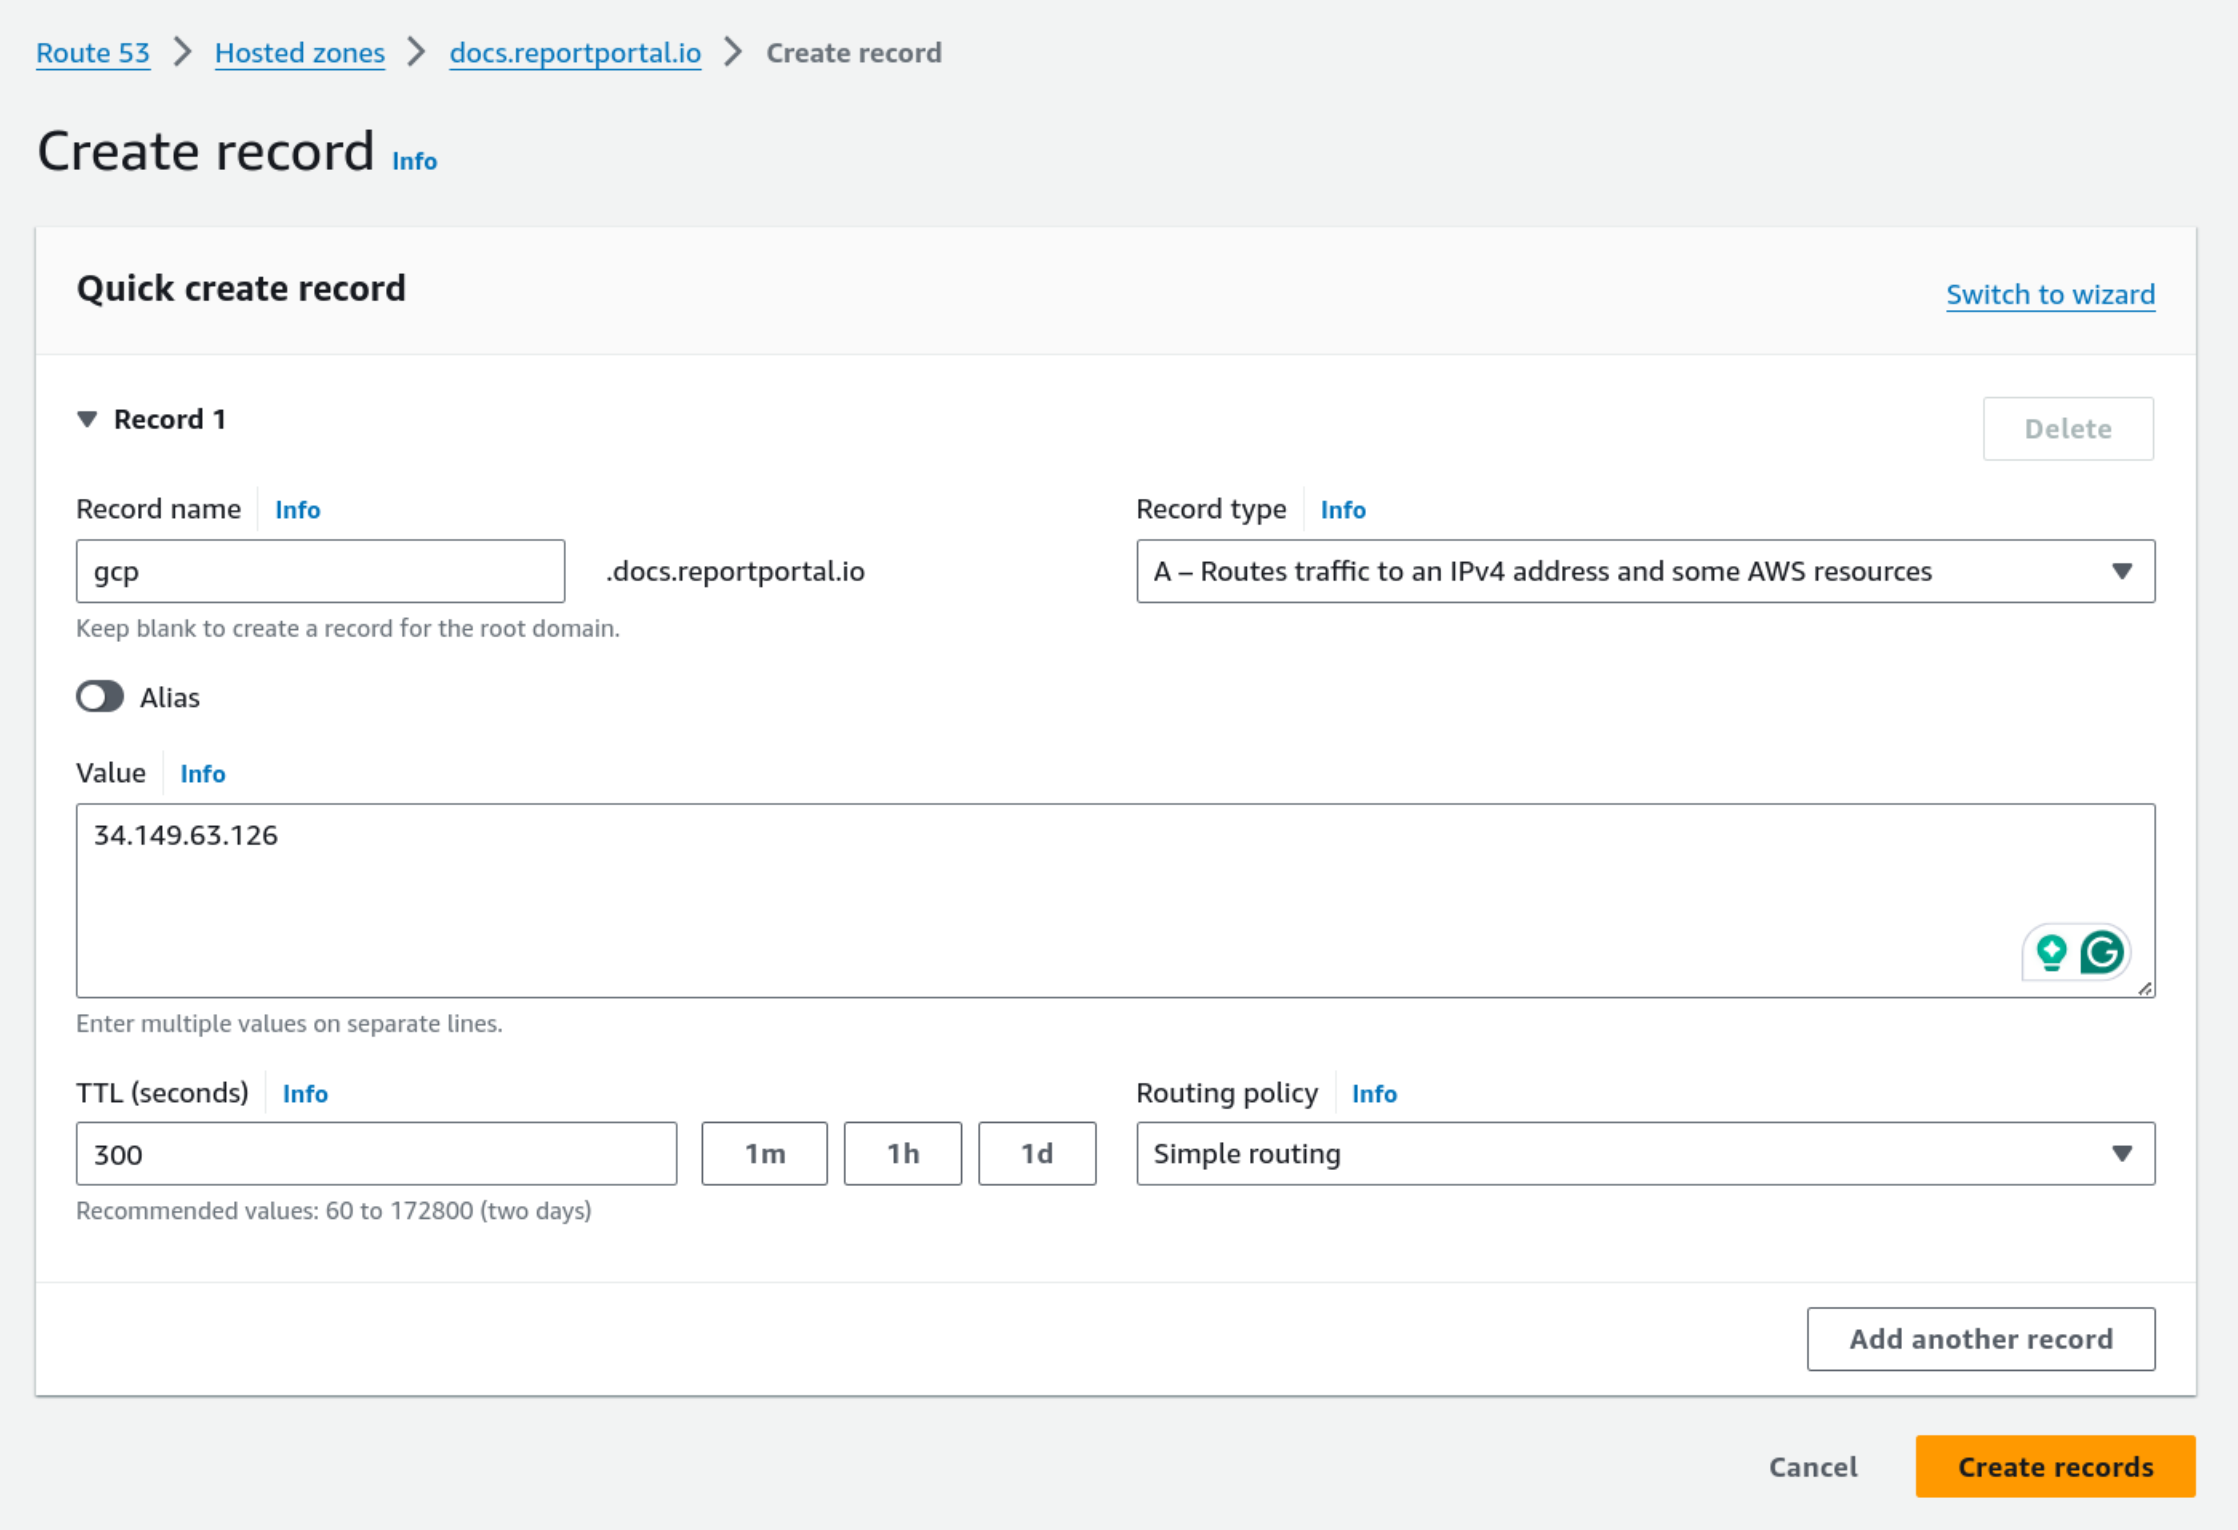 Route 53 > Hosted zones > docs.reportportal.io > Create record
Create record Info
Quick create record
Switch to wizard
Record 1
Delete
Record name Info
Record type Info
gcp .docs.reportportal.io
A – Routes traffic to an IPv4 address and some AWS resources
Keep blank to create a record for the root domain.
Alias
Value Info
34.149.63.126
Enter multiple values on separate lines.
TTL (seconds) Info
Routing policy Info
300 1m 1h 1d
Simple routing
Recommended values: 60 to 172800 (two days)
Add another record
Cancel Create records